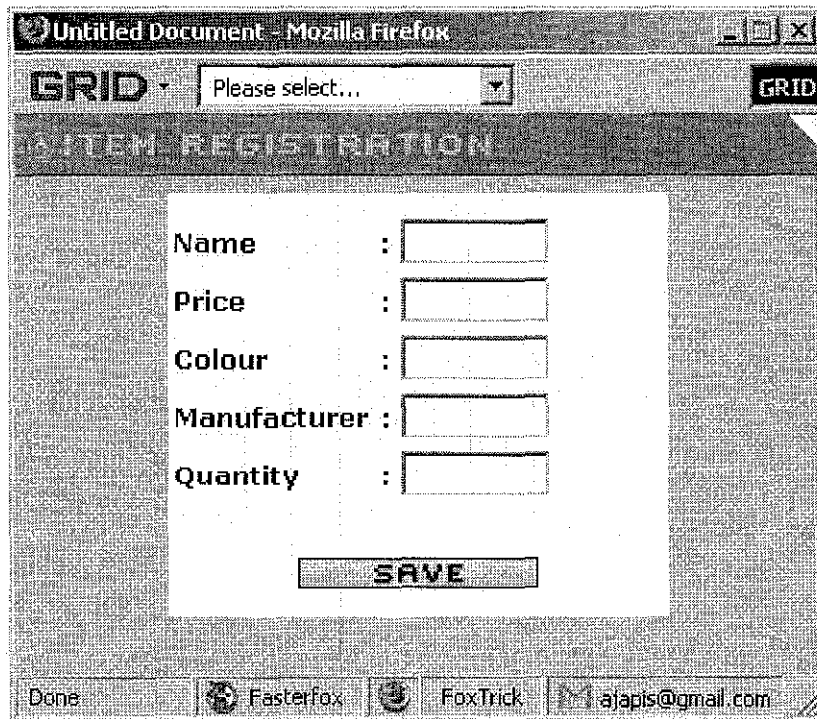 Untitled Document - Mozilla Firefox
GRID Please select... GRID
ITEM REGISTRATION
Name :
Price :
Colour :
Manufacturer :
Quantity :
SAVE
Done Fasterfox FoxTrick ajapis@gmail.com